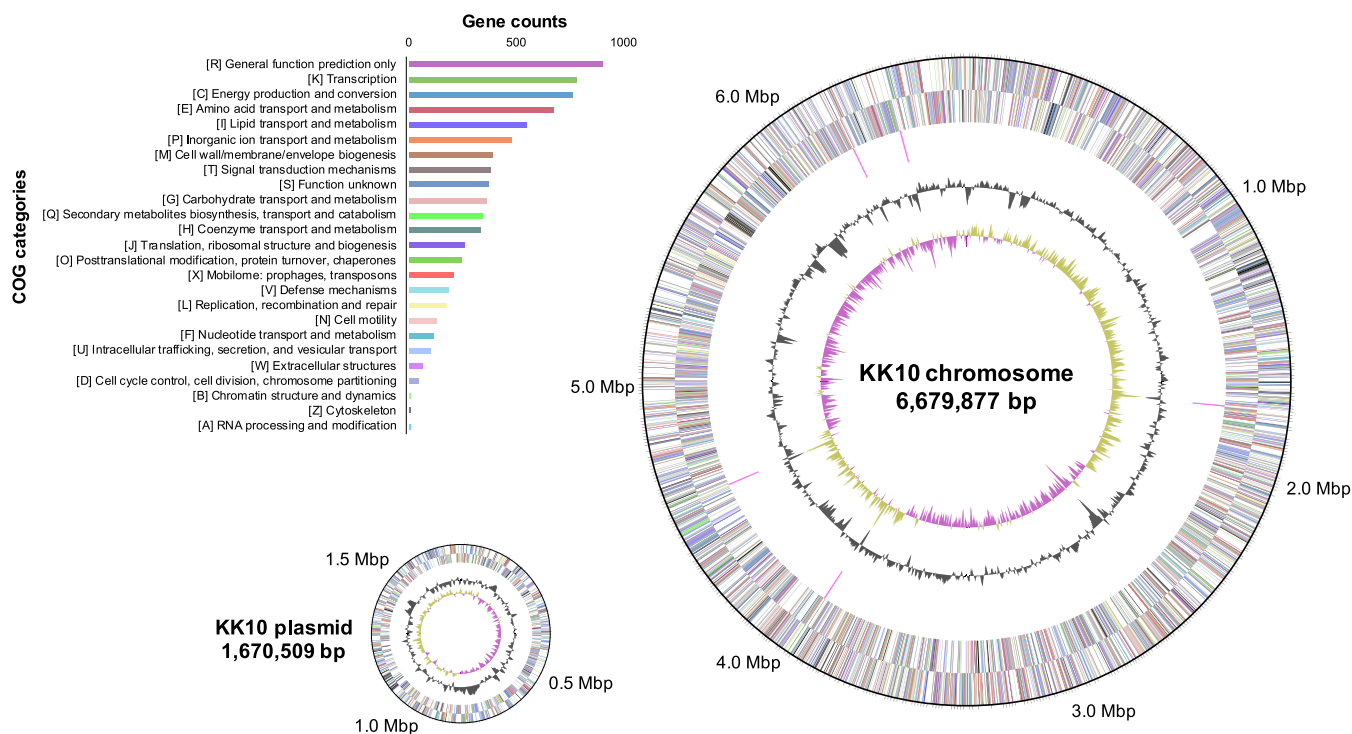 Gene counts
0 500 1000
COG categories
[R] General function prediction only
[K] Transcription
[C] Energy production and conversion
[E] Amino acid transport and metabolism
[I] Lipid transport and metabolism
[P] Inorganic ion transport and metabolism
[M] Cell wall/membrane/envelope biogenesis
[T] Signal transduction mechanisms
[S] Function unknown
[G] Carbohydrate transport and metabolism
[Q] Secondary metabolites biosynthesis, transport and catabolism
[H] Coenzyme transport and metabolism
[J] Translation, ribosomal structure and biogenesis
[O] Posttranslational modification, protein turnover, chaperones
[X] Mobilome: prophages, transposons
[V] Defense mechanisms
[L] Replication, recombination and repair
[N] Cell motility
[F] Nucleotide transport and metabolism
[U] Intracellular trafficking, secretion, and vesicular transport
[W] Extracellular structures
[D] Cell cycle control, cell division, chromosome partitioning
[B] Chromatin structure and dynamics
[Z] Cytoskeleton
[A] RNA processing and modification
6.0 Mbp
1.0 Mbp
5.0 Mbp
KK10 chromosome
6,679,877 bp
2.0 Mbp
4.0 Mbp
3.0 Mbp
1.5 Mbp
KK10 plasmid
1,670,509 bp
0.5 Mbp
1.0 Mbp